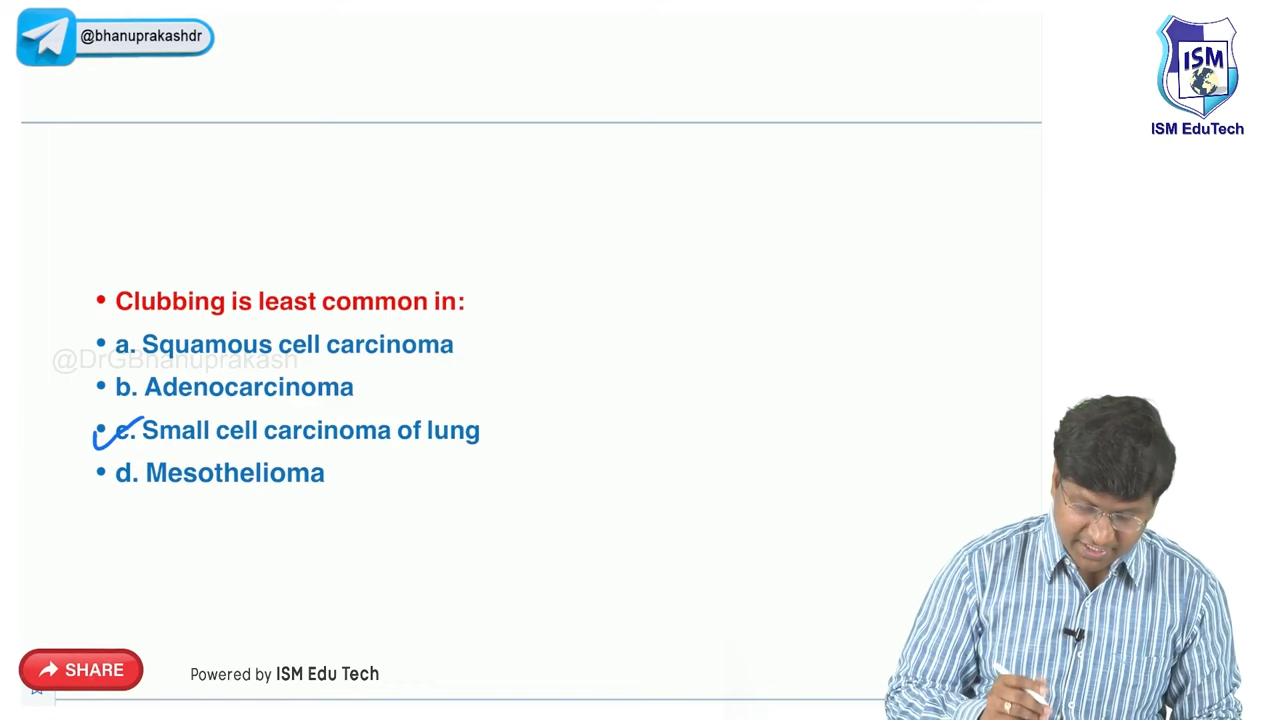 @bhanuprakashdr
ISM
ISM EduTech
• Clubbing is least common in:
• a. Squamous cell carcinoma
@DrGBhanuprakash
• b. Adenocarcinoma
• c. Small cell carcinoma of lung
• d. Mesothelioma
SHARE
Powered by ISM Edu Tech